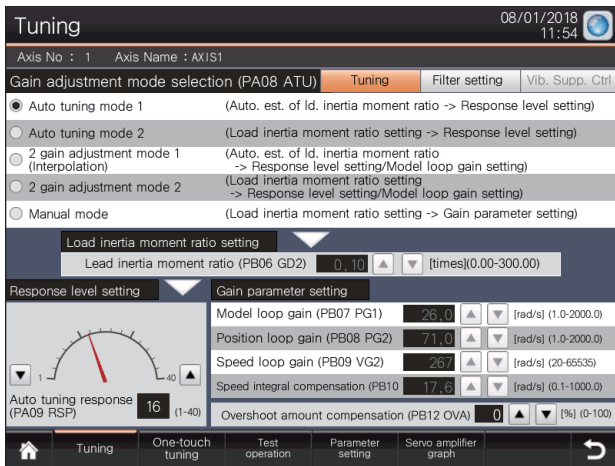 Tuning
08/01/2018
11:54
Axis No : 1 Axis Name : AXIS1
Gain adjustment mode selection (PA08 ATU) Tuning Filter setting Vib. Supp. Ctrl
Auto tuning mode 1 (Auto. est. of ld. inertia moment ratio -> Response level setting)
Auto tuning mode 2 (Load inertia moment ratio setting -> Response level setting)
2 gain adjustment mode 1 (Auto. est. of ld. inertia moment ratio
(Interpolation) -> Response level setting/Model loop gain setting)
2 gain adjustment mode 2 (Load inertia moment ratio setting
-> Response level setting/Model loop gain setting)
Manual mode (Load inertia moment ratio setting -> Gain parameter setting)
Load inertia moment ratio setting
Lead inertia moment ratio (PB06 GD2) 0,10 [times](0.00-300.00)
Response level setting Gain parameter setting
Model loop gain (PB07 PG1) 26,0 [rad/s] (1.0-2000.0)
Position loop gain (PB08 PG2) 71,0 [rad/s] (1.0-2000.0)
Speed loop gain (PB09 VG2) 267 [rad/s] (20-65535)
1 40
Speed integral compensation (PB10 17,6 [rad/s] (0.1-1000.0)
Auto tuning response
(PA09 RSP) 16 (1-40)
Overshoot amount compensation (PB12 OVA) 0 [%] (0-100)
Tuning One-touch tuning Test operation Parameter setting Servo amplifier graph